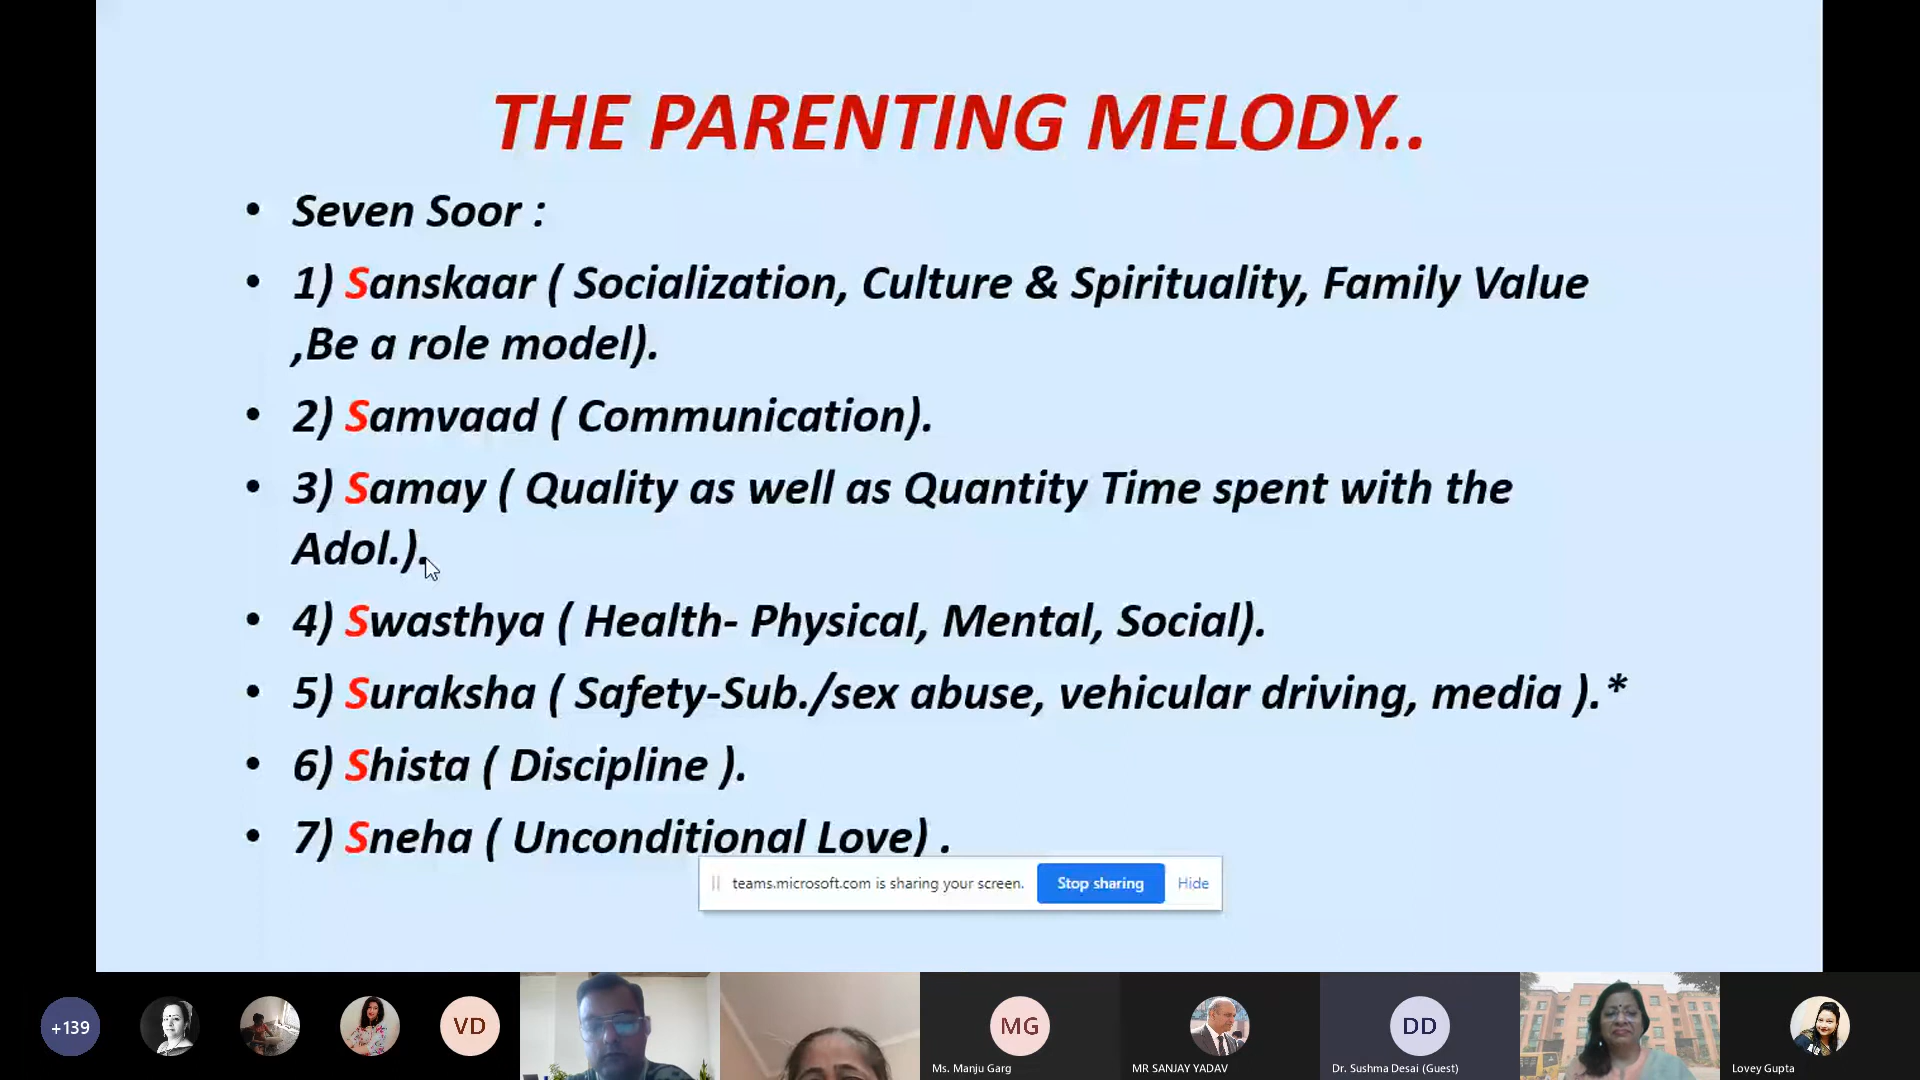 THE PARENTING MELODY..
• Seven Soor :
• 1) Sanskaar ( Socialization, Culture & Spirituality, Family Value
,Be a role model).
• 2) Samvaad ( Communication).
• 3) Samay ( Quality as well as Quantity Time spent with the
Adol.).
• 4) Swasthya ( Health- Physical, Mental, Social).
• 5) Suraksha ( Safety-Sub./sex abuse, vehicular driving, media ).*
• 6) Shista ( Discipline ).
• 7) Sneha ( Unconditional Love) .
teams.microsoft.com is sharing your screen. Stop sharing Hide
+139 VD MG DD
Ms. Manju Garg MR SANJAY YADAV Dr. Sushma Desai (Guest) Lovey Gupta